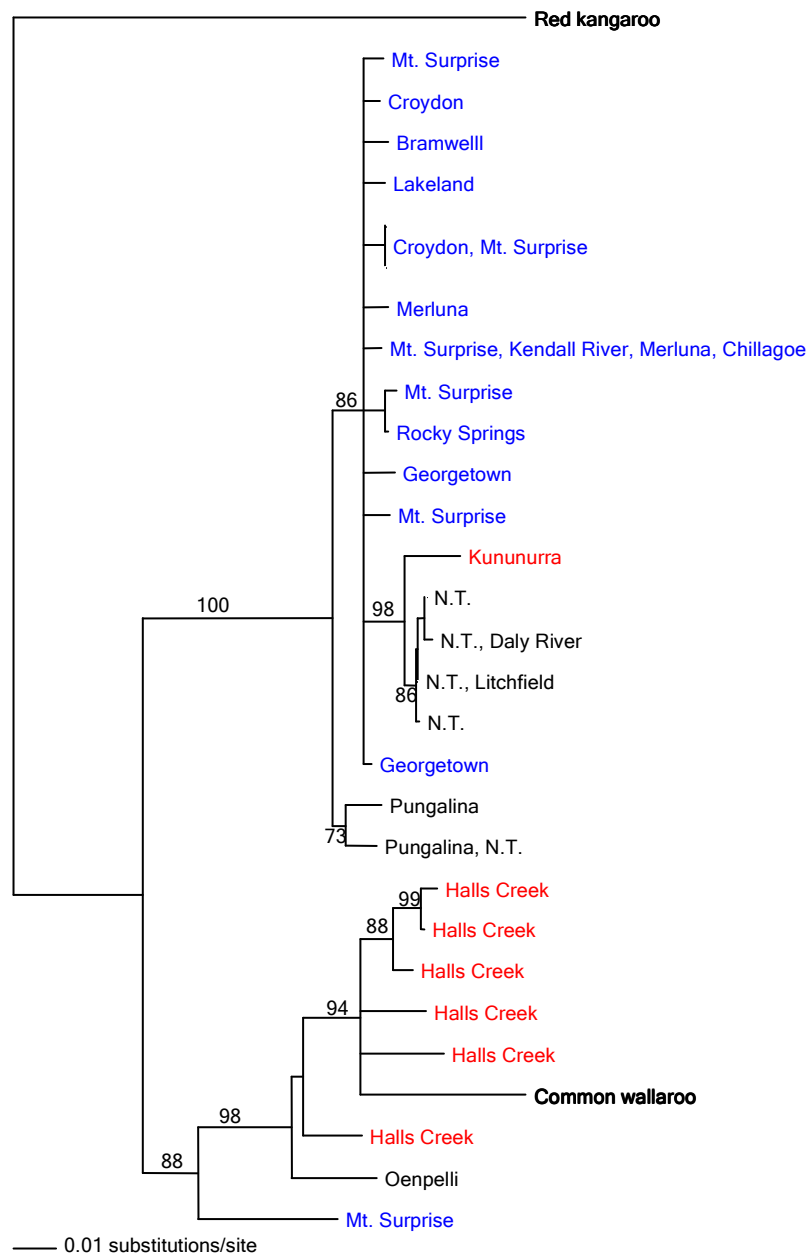 Red kangaroo
Mt. Surprise
Croydon
Bramwelll
Lakeland
Croydon, Mt. Surprise
Merluna
Mt. Surprise, Kendall River, Merluna, Chillagoe
Mt. Surprise
86
Rocky Springs
Georgetown
Mt. Surprise
Kununurra
N.T.
100
98
N.T., Daly River
N.T., Litchfield
86
N.T.
Georgetown
Pungalina
73
Pungalina, N.T.
Halls Creek
99
Halls Creek
88
Halls Creek
94
Halls Creek
Halls Creek
Common wallaroo
98
Halls Creek
88
Oenpelli
Mt. Surprise
0.01 substitutions/site